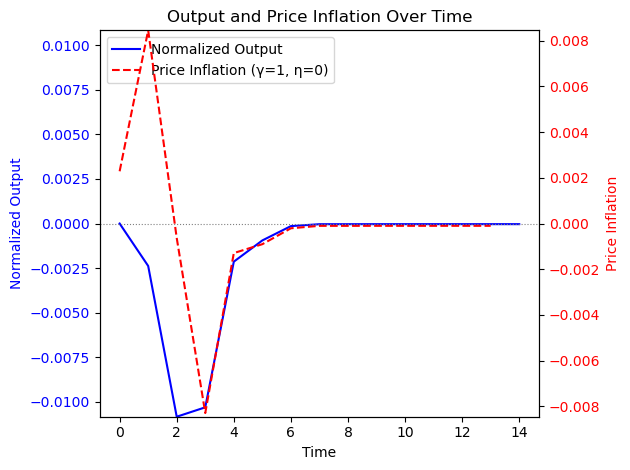 Output and Price Inflation Over Time
Normalized Output
Price Inflation (γ=1, η=0)
0.0100
0.0075
0.0050
0.0025
0.0000
−0.0025
−0.0050
−0.0075
−0.0100
Normalized Output
0.008
0.006
0.004
0.002
0.000
−0.002
−0.004
−0.006
−0.008
Price Inflation
0 2 4 6 8 10 12 14
Time